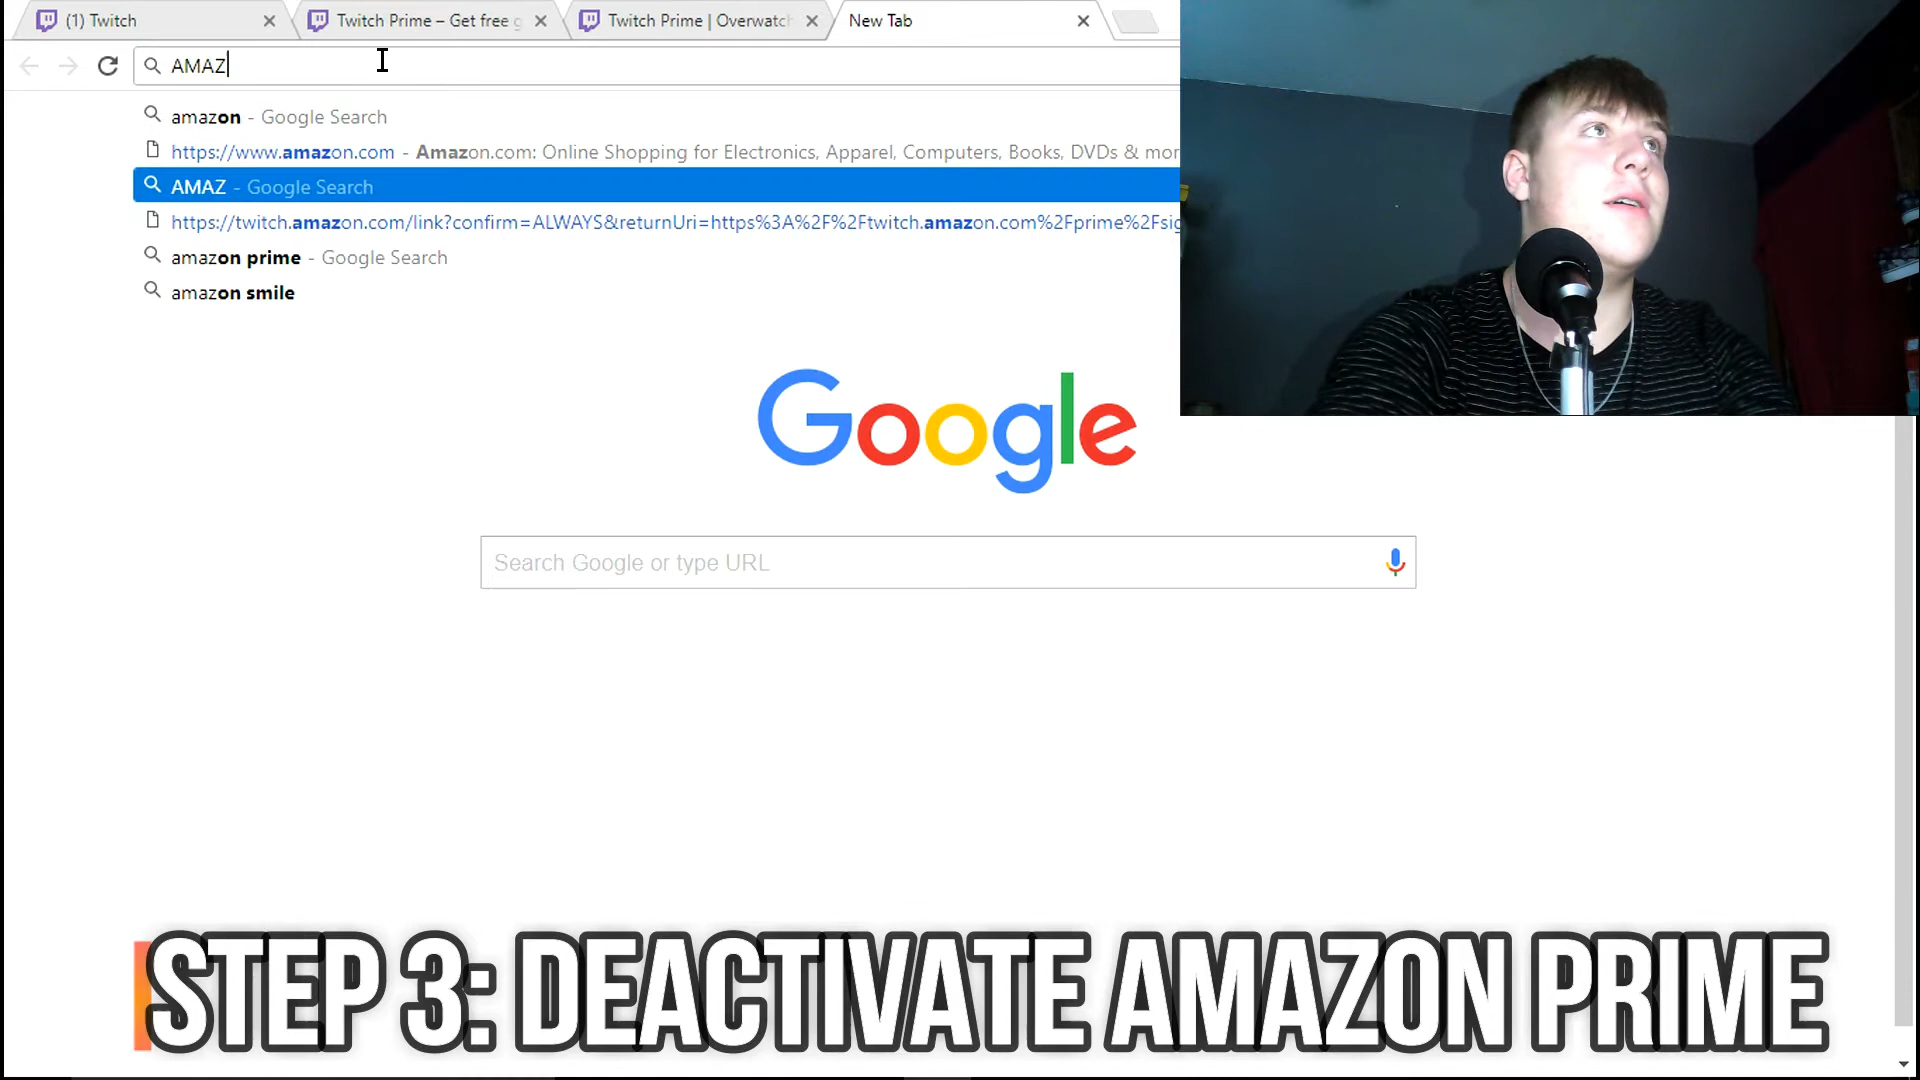 (1) Twitch
Twitch Prime – Get free g
Twitch Prime | Overwatch
New Tab
AMAZ
amazon - Google Search
https://www.amazon.com - Amazon.com: Online Shopping for Electronics, Apparel, Computers, Books, DVDs & mor
AMAZ - Google Search
https://twitch.amazon.com/link?confirm=ALWAYS&returnUri=https%3A%2F%2Ftwitch.amazon.com%2Fprime%2Fsig
amazon prime - Google Search
amazon smile
Google
Search Google or type URL
STEP 3: DEACTIVATE AMAZON PRIME